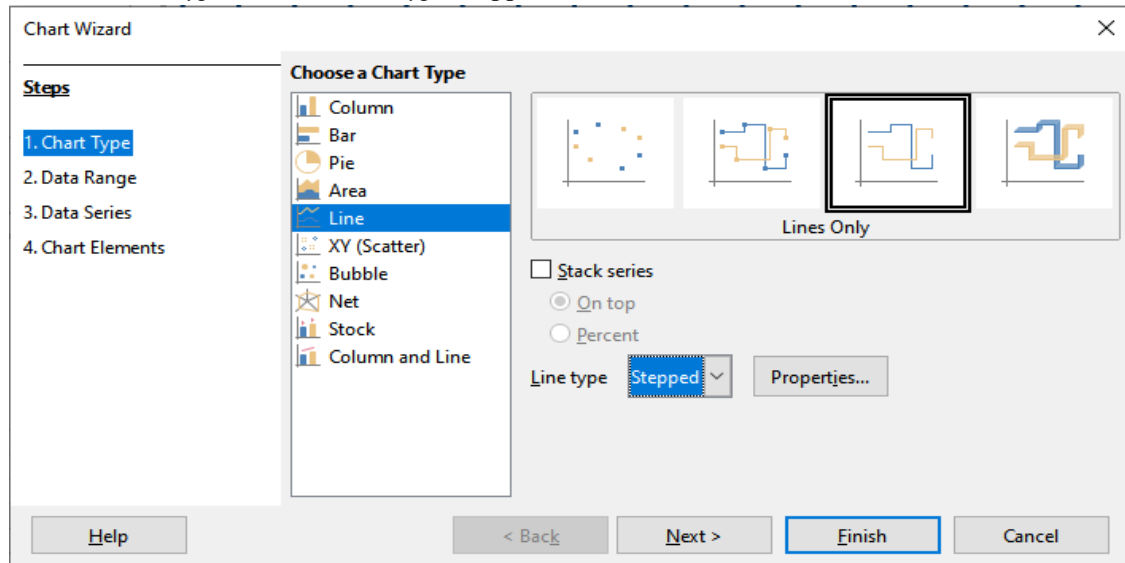 Chart Wizard
Steps
1. Chart Type
2. Data Range
3. Data Series
4. Chart Elements
Choose a Chart Type
Column
Bar
Pie
Area
Line
XY (Scatter)
Bubble
Net
Stock
Column and Line
Lines Only
Stack series
On top
Percent
Line type Stepped Properties...
Help < Back Next > Finish Cancel